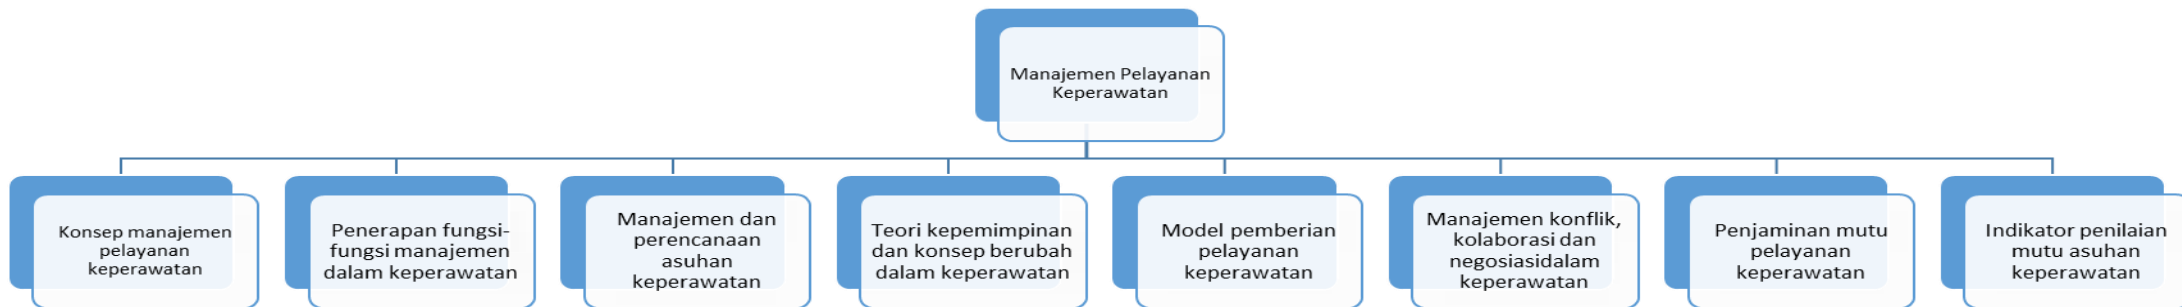 Manajemen Pelayanan
Keperawatan
Konsep manajemen
pelayanan
keperawatan
Penerapan fungsi-
fungsi manajemen
dalam keperawatan
Manajemen dan
perencanaan
asuhan
keperawatan
Teori kepemimpinan
dan konsep berubah
dalam keperawatan
Model pemberian
pelayanan
keperawatan
Manajemen konflik,
kolaborasi dan
negosiasidalam
keperawatan
Penjaminan mutu
pelayanan
keperawatan
Indikator penilaian
mutu asuhan
keperawatan